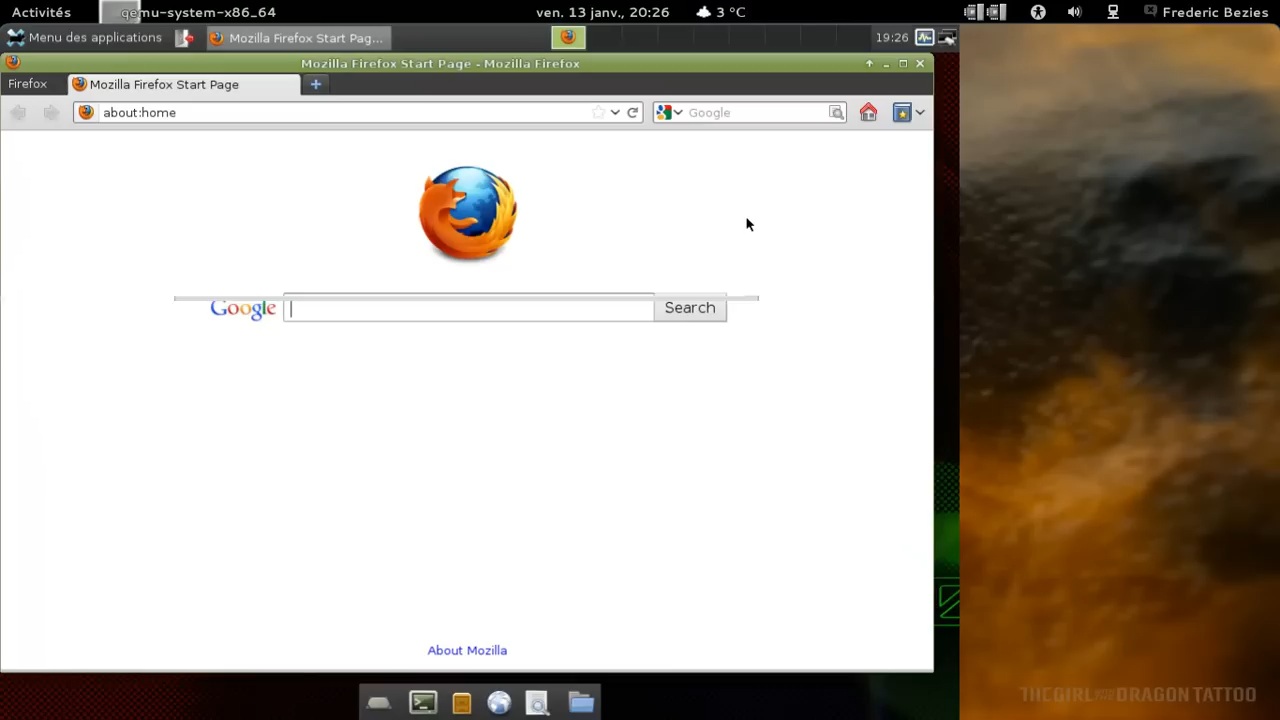 Activités qemu-system-x86_64 ven. 13 janv., 20:26 3 °C Frederic Bezies
Menu des applications Mozilla Firefox Start Pag... 19:26
Mozilla Firefox Start Page - Mozilla Firefox
Firefox Mozilla Firefox Start Page
about:home Google
Google Search
About Mozilla
THE GIRL WITH THE DRAGON TATTOO